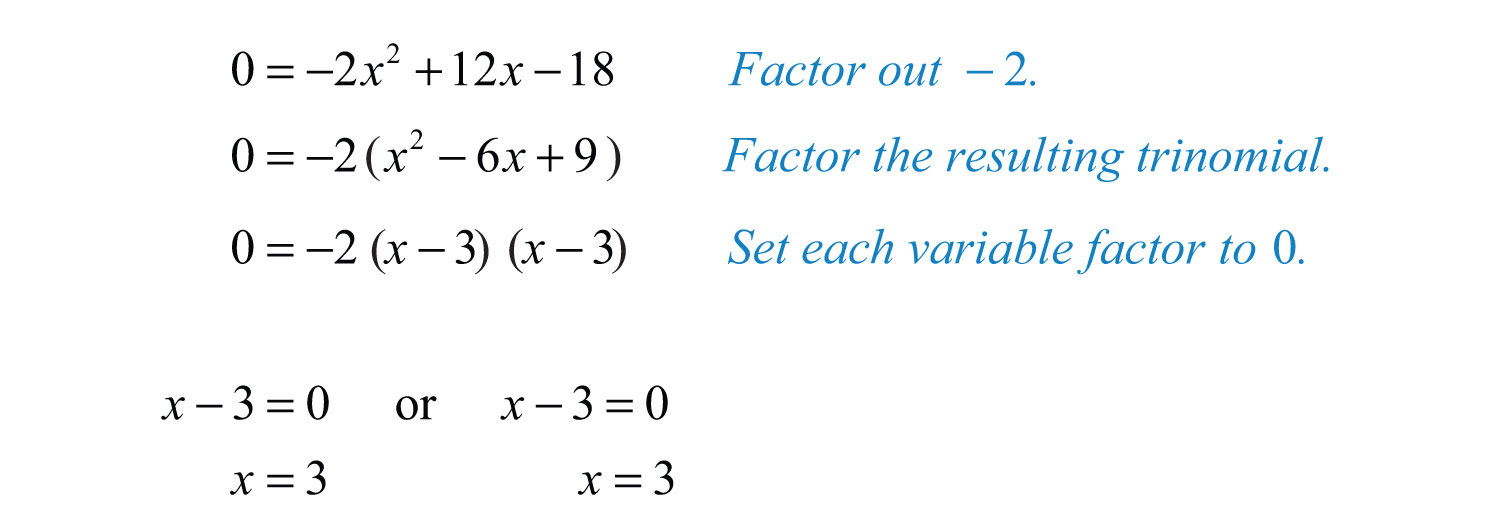 0 = −2x² + 12x − 18 Factor out − 2.
0 = −2(x² − 6x + 9) Factor the resulting trinomial.
0 = −2 (x − 3) (x − 3) Set each variable factor to 0.
x − 3 = 0 or x − 3 = 0
x = 3 x = 3